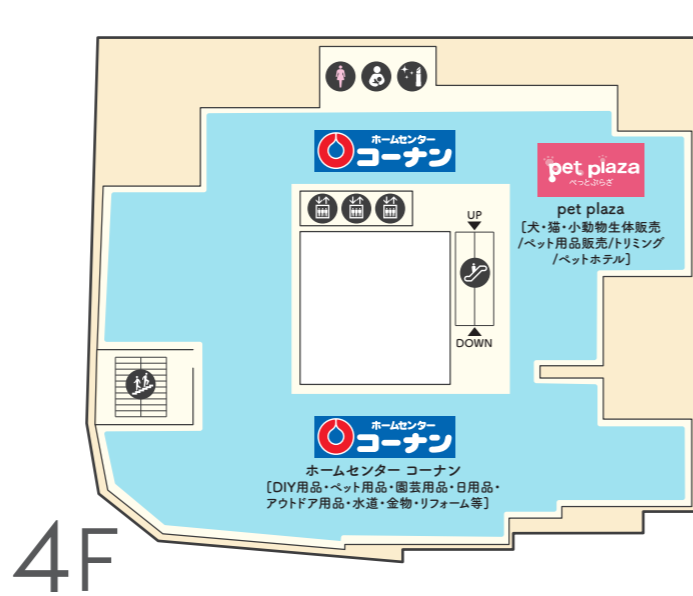 ホームセンター
コーナン
pet plaza
ぺっとぷらざ
pet plaza
[犬・猫・小動物生体販売
/ペット用品販売/トリミング
/ペットホテル]
UP
DOWN
ホームセンター
コーナン
ホームセンター コーナン
[DIY用品・ペット用品・園芸用品・日用品・
アウトドア用品・水道・金物・リフォーム等]
4F